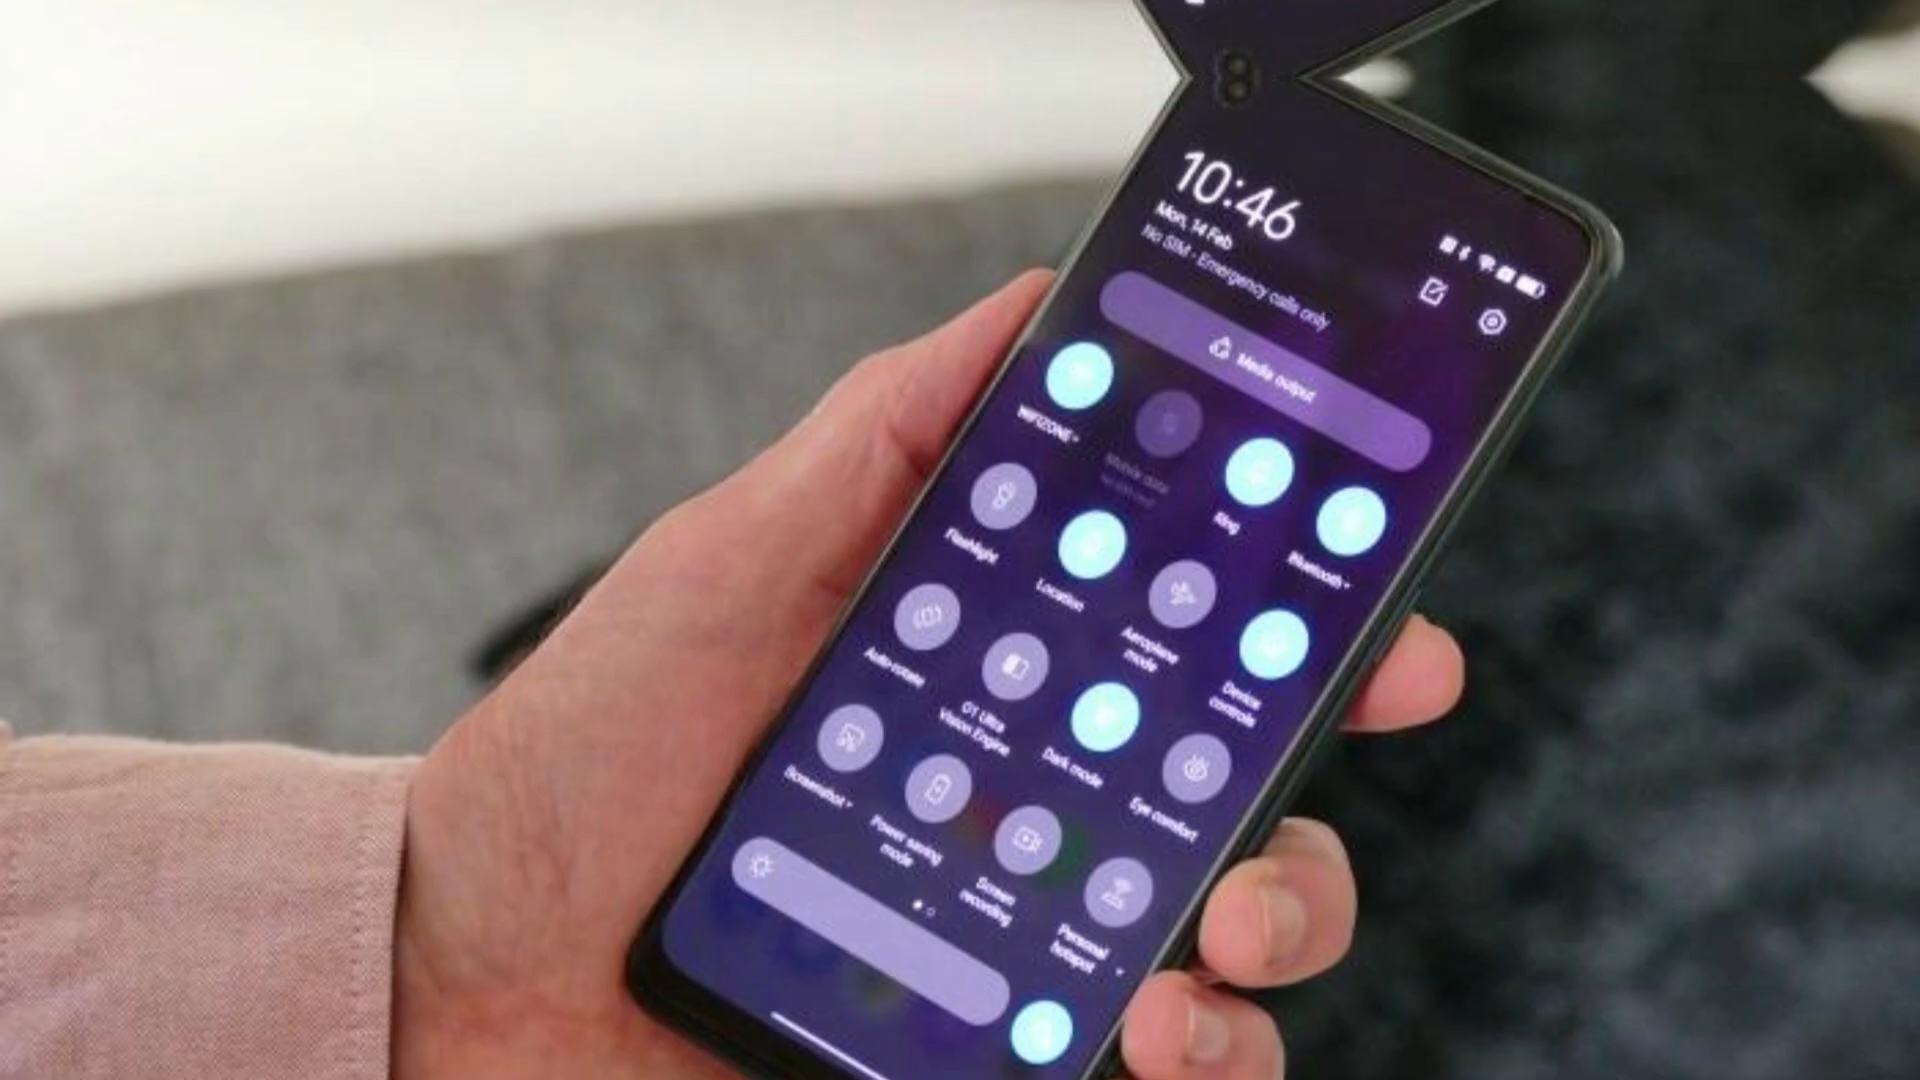 10:46
Mon, 14 Feb
No SIM - Emergency calls only
Media output
WIFIZONE
Mobile data
Ring
Bluetooth
Flashlight
Location
Aeroplane
mode
Device
controls
Auto-rotate
O1 Ultra
Vision Engine
Dark mode
Eye comfort
Screenshot
Power saving
mode
Screen
recording
Personal
hotspot